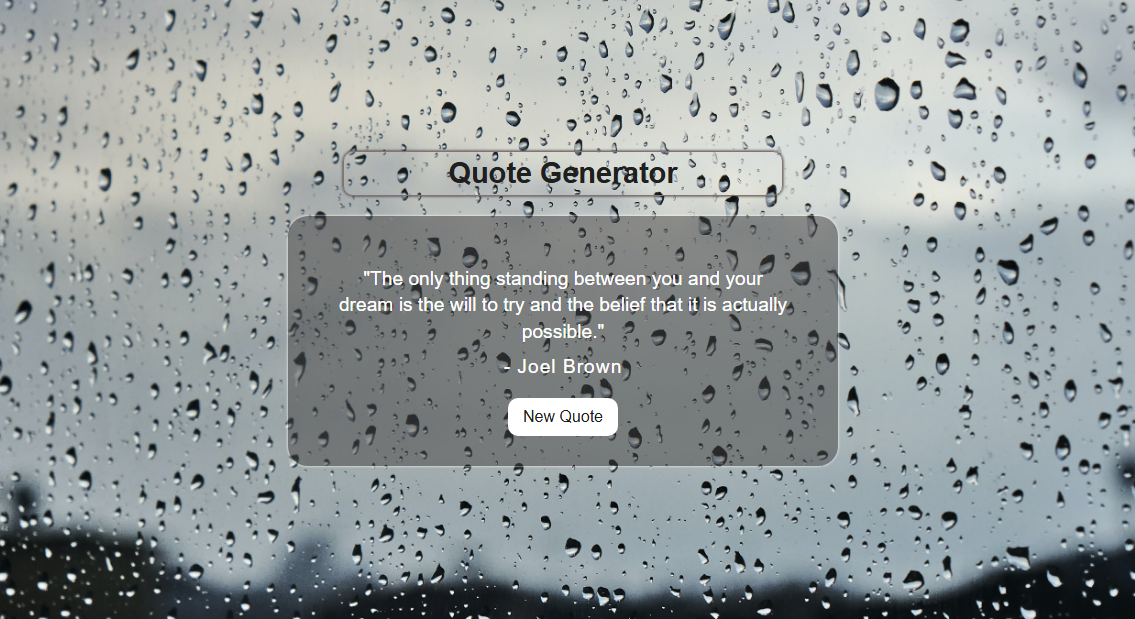 Quote Generator
"The only thing standing between you and your
dream is the will to try and the belief that it is actually
possible."
- Joel Brown
New Quote